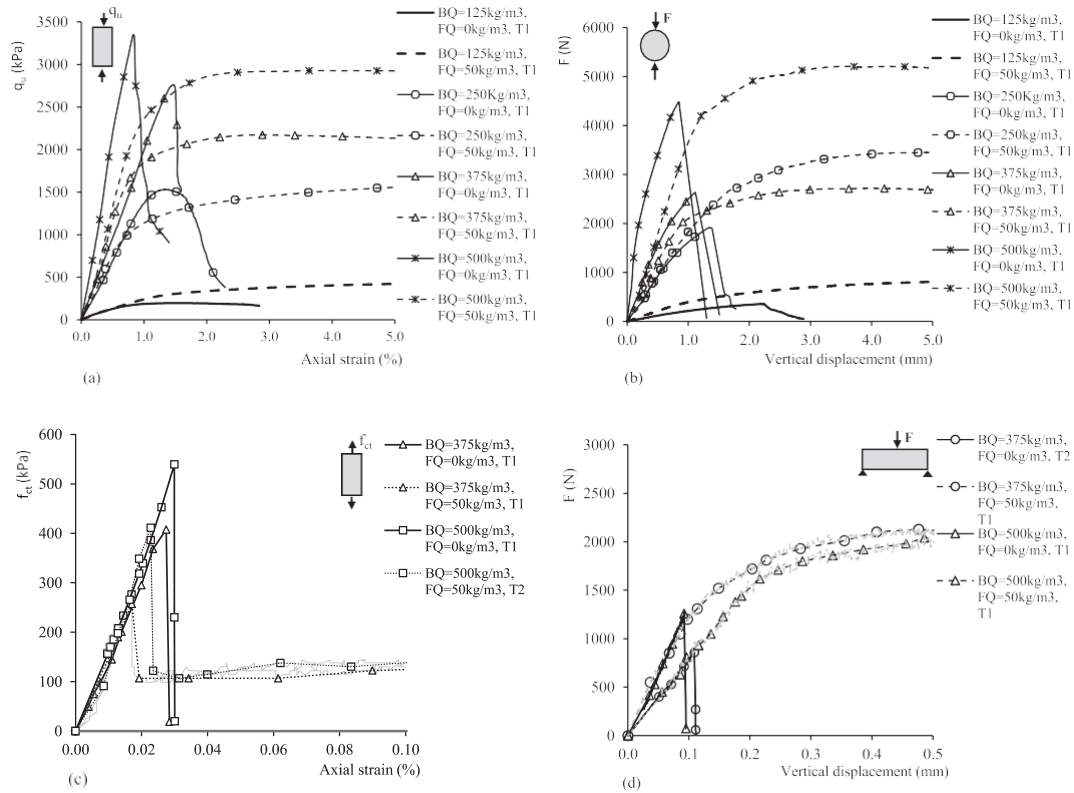 q_u
3500
3000
2500
2000
1500
1000
500
0
q_u (kPa)
0.0 1.0 2.0 3.0 4.0 5.0
Axial strain (%)
(a)
BQ=125kg/m3,
FQ=0kg/m3, T1
BQ=125kg/m3,
FQ=50kg/m3, T1
BQ=250Kg/m3,
FQ=0kg/m3, T1
BQ=250kg/m3,
FQ=50kg/m3, T1
BQ=375kg/m3,
FQ=0kg/m3, T1
BQ=375kg/m3,
FQ=50kg/m3, T1
BQ=500kg/m3,
FQ=0kg/m3, T1
BQ=500kg/m3,
FQ=50kg/m3, T1
F
6000
5000
4000
3000
2000
1000
0
F (N)
0.0 1.0 2.0 3.0 4.0 5.0
Vertical displacement (mm)
(b)
BQ=125kg/m3,
FQ=0kg/m3, T1
BQ=125kg/m3,
FQ=50kg/m3, T1
BQ=250Kg/m3,
FQ=0kg/m3, T1
BQ=250kg/m3,
FQ=50kg/m3, T1
BQ=375kg/m3,
FQ=0kg/m3, T1
BQ=375kg/m3,
FQ=50kg/m3, T1
BQ=500kg/m3,
FQ=0kg/m3, T1
BQ=500kg/m3,
FQ=50kg/m3, T1
600
500
400
300
200
100
0
f_ct (kPa)
0.00 0.02 0.04 0.06 0.08 0.10
Axial strain (%)
(c)
f_ct
BQ=375kg/m3,
FQ=0kg/m3, T1
BQ=375kg/m3,
FQ=50kg/m3, T1
BQ=500kg/m3,
FQ=0kg/m3, T1
BQ=500kg/m3,
FQ=50kg/m3, T2
3000
2500
2000
1500
1000
500
0
F (N)
0.0 0.1 0.2 0.3 0.4 0.5
Vertical displacement (mm)
(d)
F
BQ=375kg/m3,
FQ=0kg/m3, T2
BQ=375kg/m3,
FQ=50kg/m3,
T1
BQ=500kg/m3,
FQ=0kg/m3, T1
BQ=500kg/m3,
FQ=50kg/m3,
T1